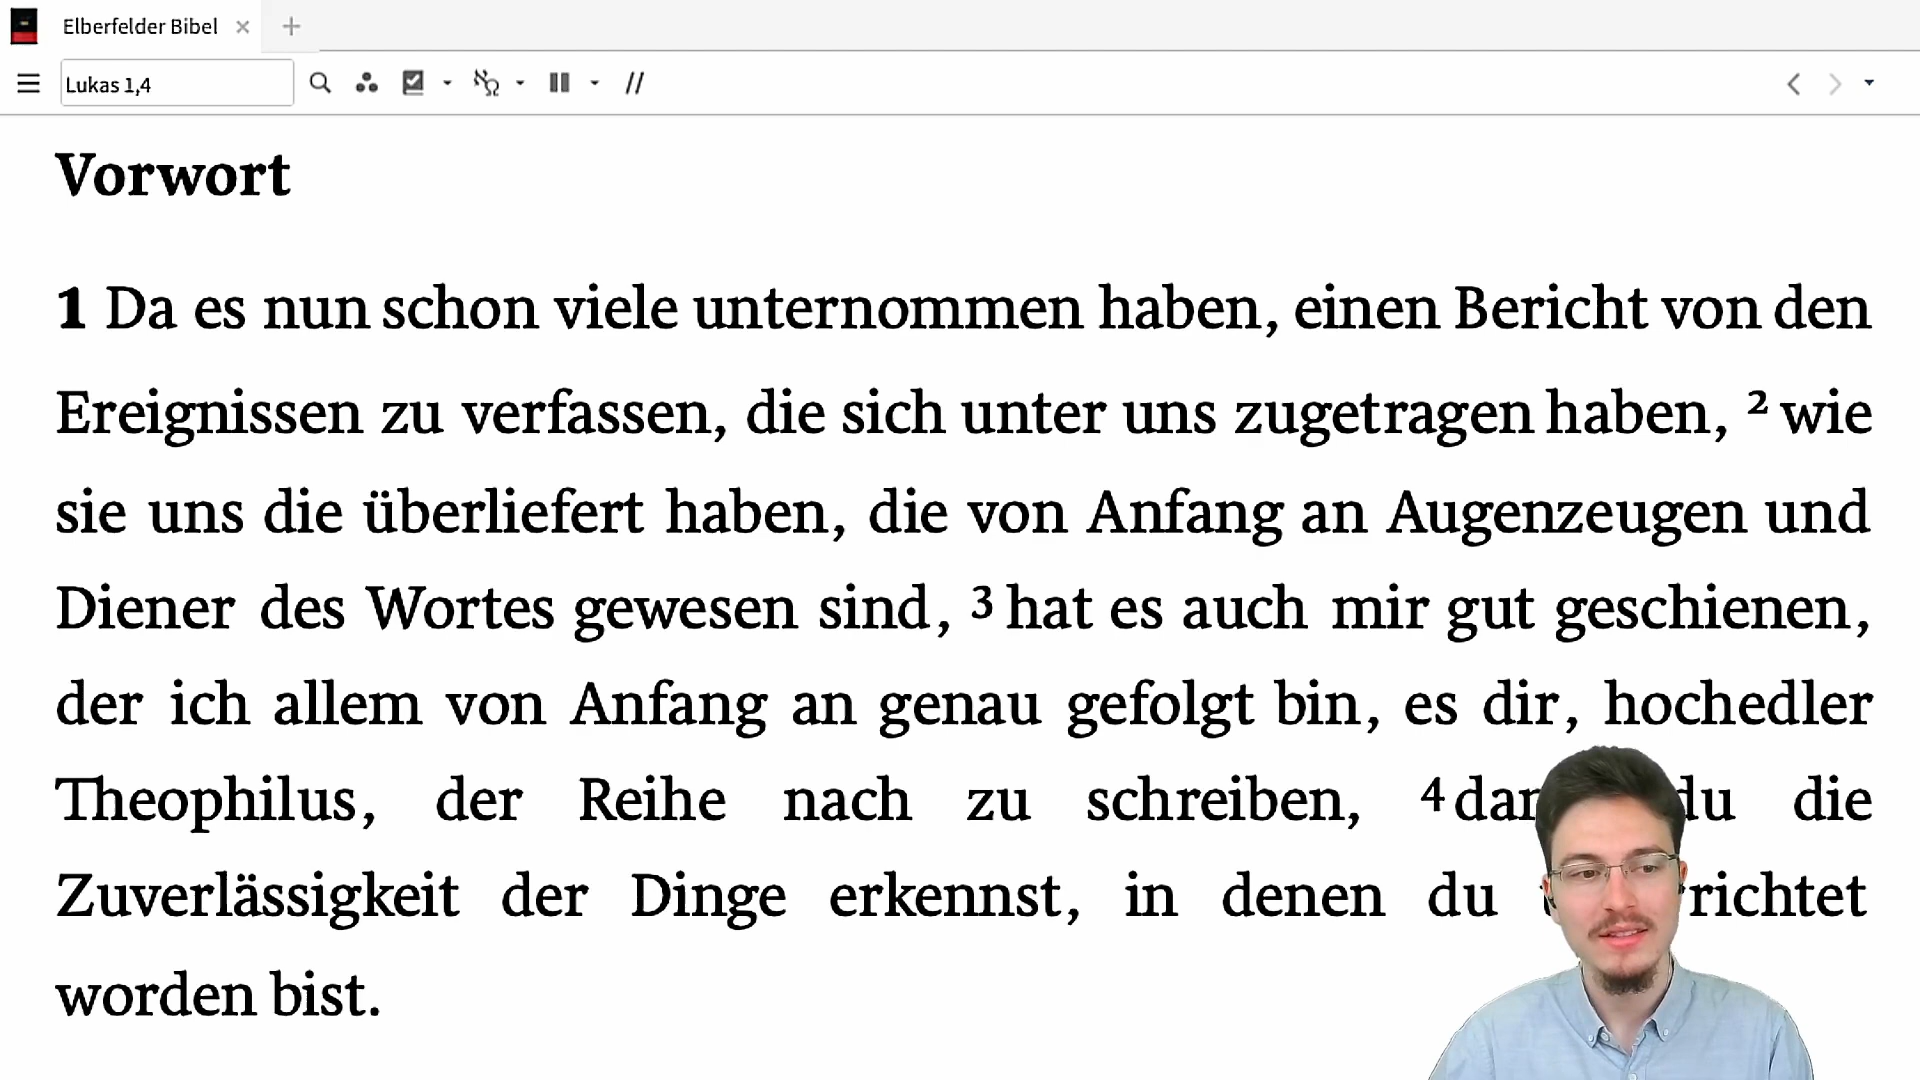 Elberfelder Bibel
Lukas 1,4
Vorwort
1 Da es nun schon viele unternommen haben, einen Bericht von den
Ereignissen zu verfassen, die sich unter uns zugetragen haben, ² wie
sie uns die überliefert haben, die von Anfang an Augenzeugen und
Diener des Wortes gewesen sind, ³ hat es auch mir gut geschienen,
der ich allem von Anfang an genau gefolgt bin, es dir, hochedler
Theophilus, der Reihe nach zu schreiben, ⁴ du die
Zuverlässigkeit der Dinge erkennst, in denen du
worden bist.